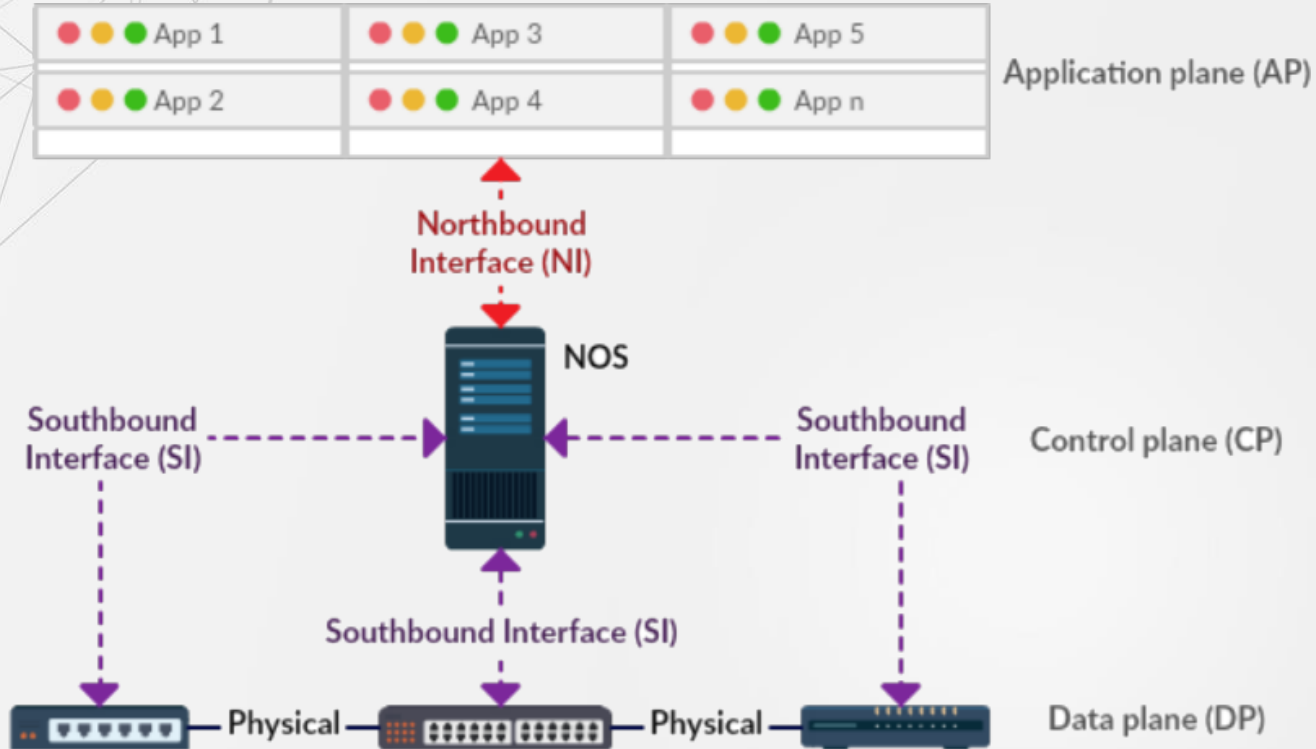 App 1
App 3
App 5
Application plane (AP)
App 2
App 4
App n
Northbound
Interface (NI)
NOS
Southbound
Interface (SI)
Southbound
Interface (SI)
Control plane (CP)
Southbound Interface (SI)
Physical
Physical
Data plane (DP)